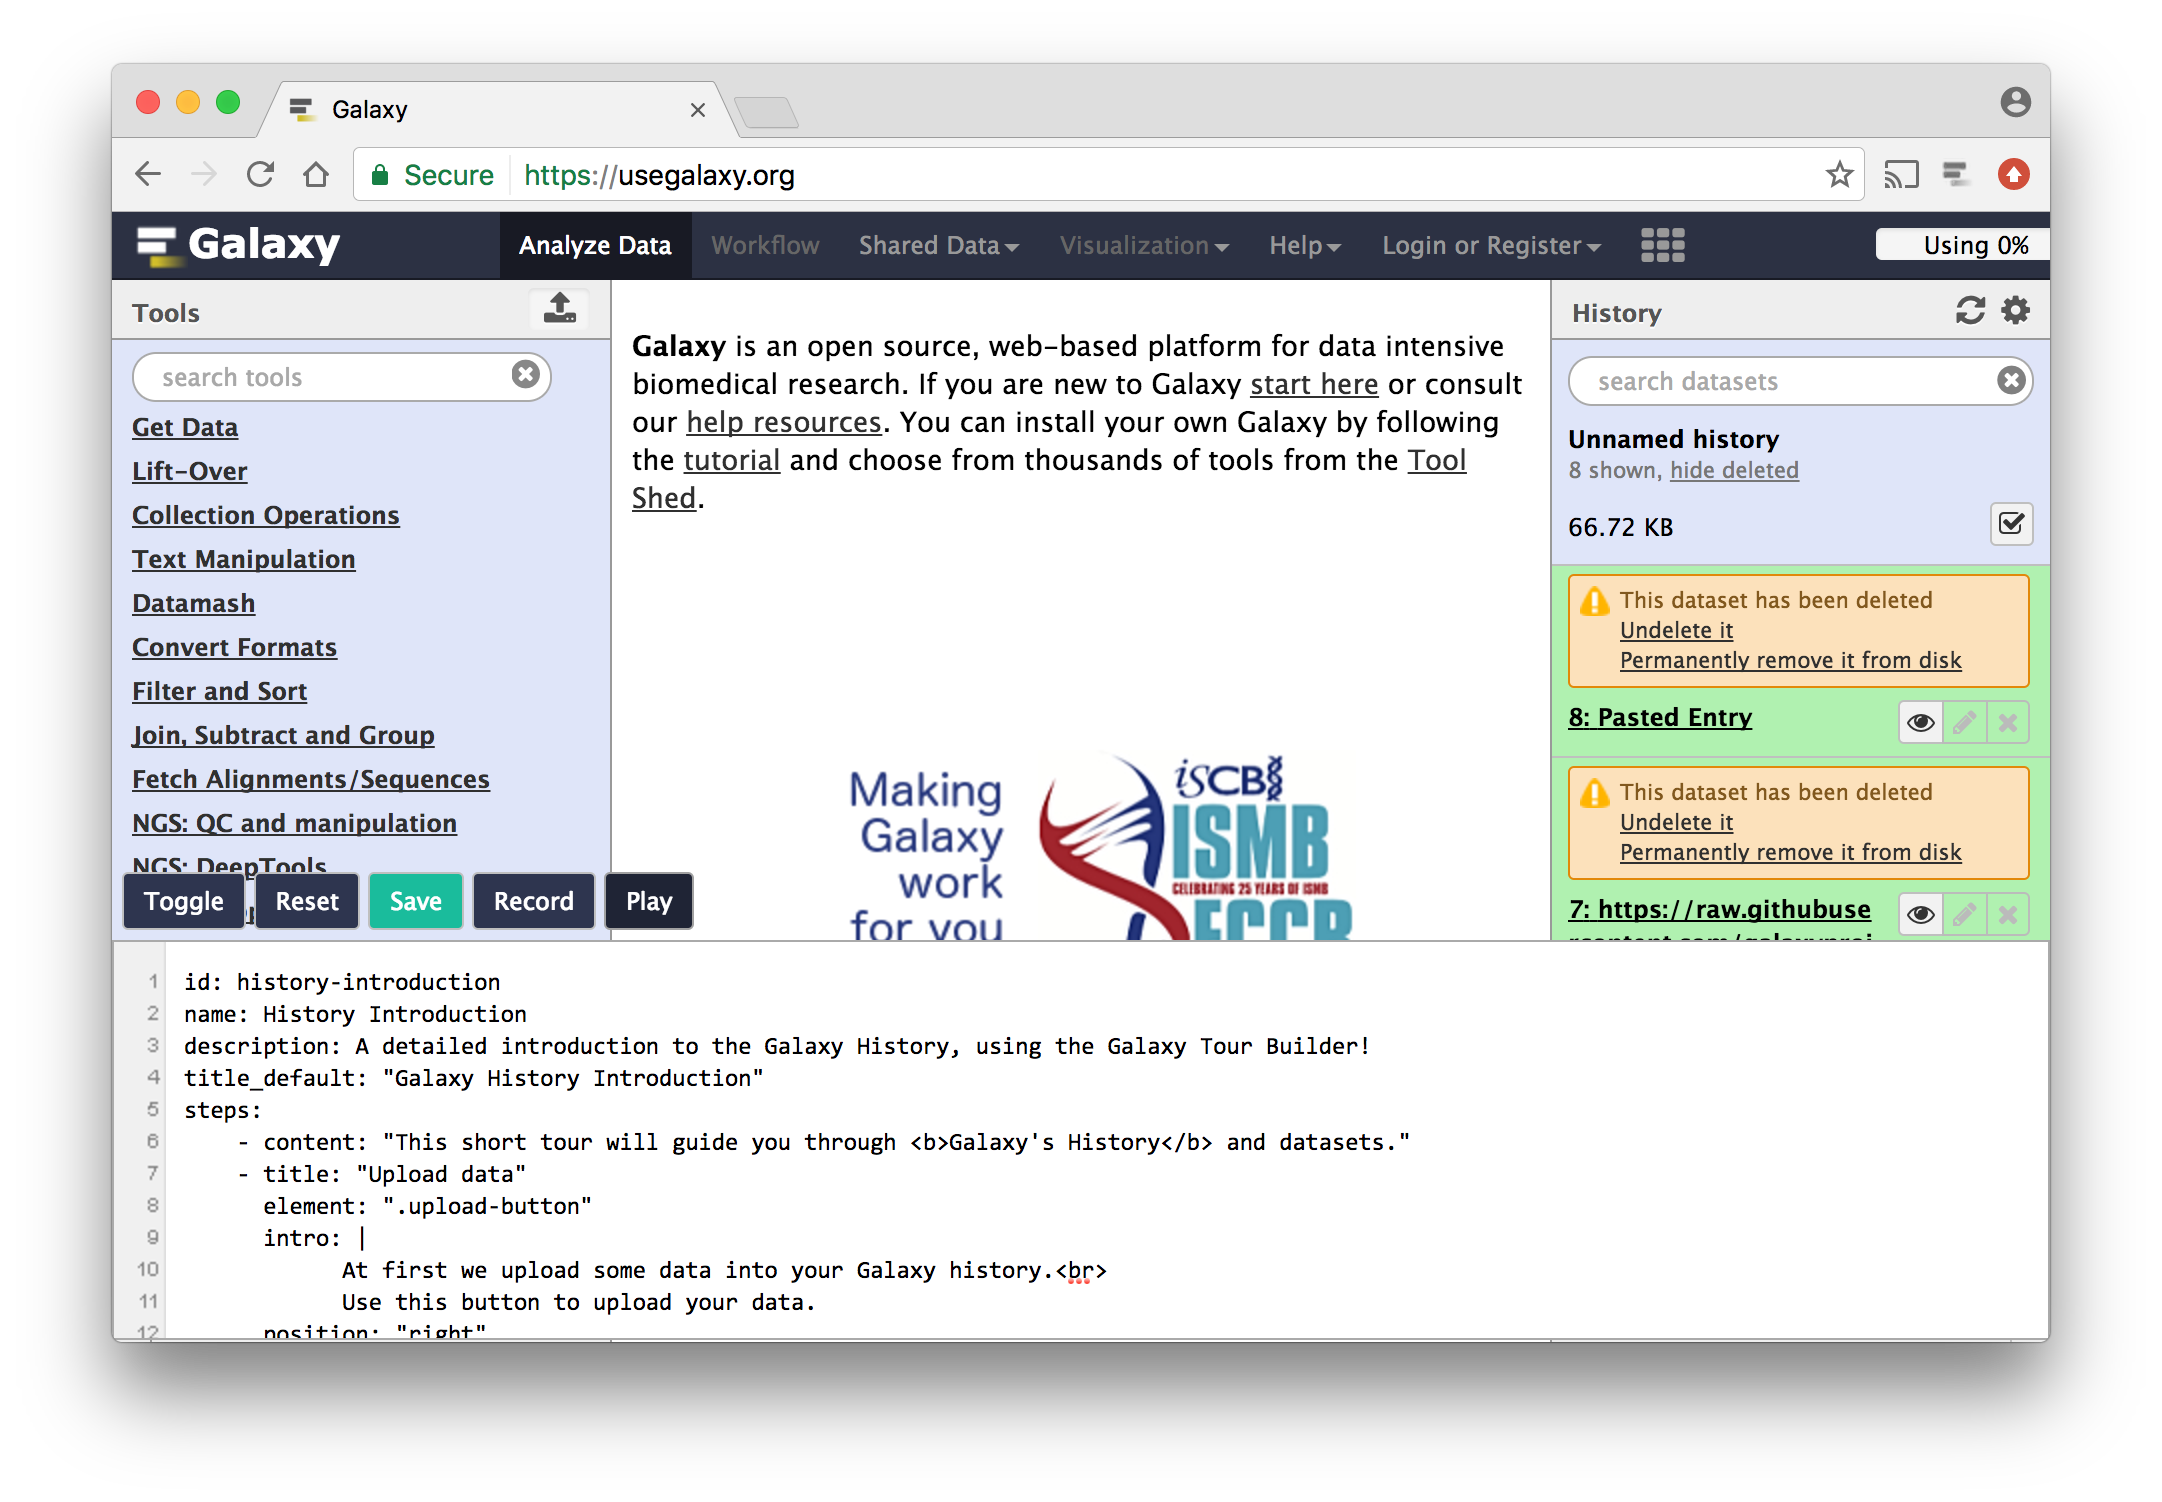 Galaxy
Secure https://usegalaxy.org
Galaxy
Analyze Data
Workflow
Shared Data
Visualization
Help
Login or Register
Using 0%
Tools
search tools
Get Data
Lift-Over
Collection Operations
Text Manipulation
Datamash
Convert Formats
Filter and Sort
Join, Subtract and Group
Fetch Alignments/Sequences
NGS: QC and manipulation
NGS: DeepTools
Galaxy is an open source, web-based platform for data intensive
biomedical research. If you are new to Galaxy start here or consult
our help resources. You can install your own Galaxy by following
the tutorial and choose from thousands of tools from the Tool
Shed.
Making
Galaxy
work
for you
iSCB
ISMB
CELEBRATING 25 YEARS OF ISMB
ECCB
History
search datasets
Unnamed history
8 shown, hide deleted
66.72 KB
This dataset has been deleted
Undelete it
Permanently remove it from disk
8: Pasted Entry
This dataset has been deleted
Undelete it
Permanently remove it from disk
7: https://raw.githubuse
rcontent.com/galaxyproj
Toggle
Reset
Save
Record
Play
1 id: history-introduction
2 name: History Introduction
3 description: A detailed introduction to the Galaxy History, using the Galaxy Tour Builder!
4 title_default: "Galaxy History Introduction"
5 steps:
6 - content: "This short tour will guide you through <b>Galaxy's History</b> and datasets."
7 - title: "Upload data"
8 element: ".upload-button"
9 intro: |
10 At first we upload some data into your Galaxy history.<br>
11 Use this button to upload your data.
12 position: "right"